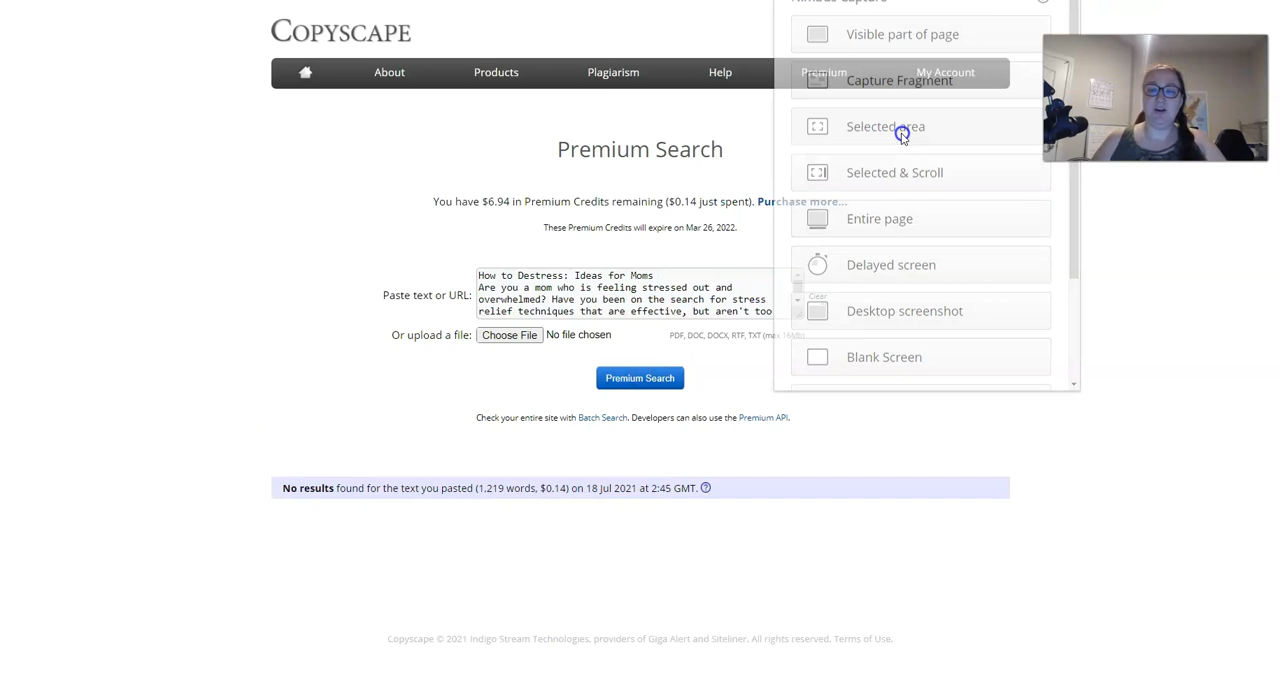 Nimbus Capture
COPYSCAPE
Visible part of page
About
Products
Plagiarism
Help
Premium
My Account
Capture Fragment
Selected area
Premium Search
Selected & Scroll
You have $6.94 in Premium Credits remaining ($0.14 just spent). Purchase more...
Entire page
These Premium Credits will expire on Mar 26, 2022.
Delayed screen
Paste text or URL:
How to Destress: Ideas for Moms
Are you a mom who is feeling stressed out and
overwhelmed? Have you been on the search for stress
relief techniques that are effective, but aren't too
Clear
Desktop screenshot
Or upload a file:
Choose File No file chosen
PDF, DOC, DOCX, RTF, TXT (max 16Mb)
Blank Screen
Premium Search
Check your entire site with Batch Search. Developers can also use the Premium API.
No results found for the text you pasted (1,219 words, $0.14) on 18 Jul 2021 at 2:45 GMT. ?
Copyscape © 2021 Indigo Stream Technologies, providers of Giga Alert and Siteliner. All rights reserved. Terms of Use.